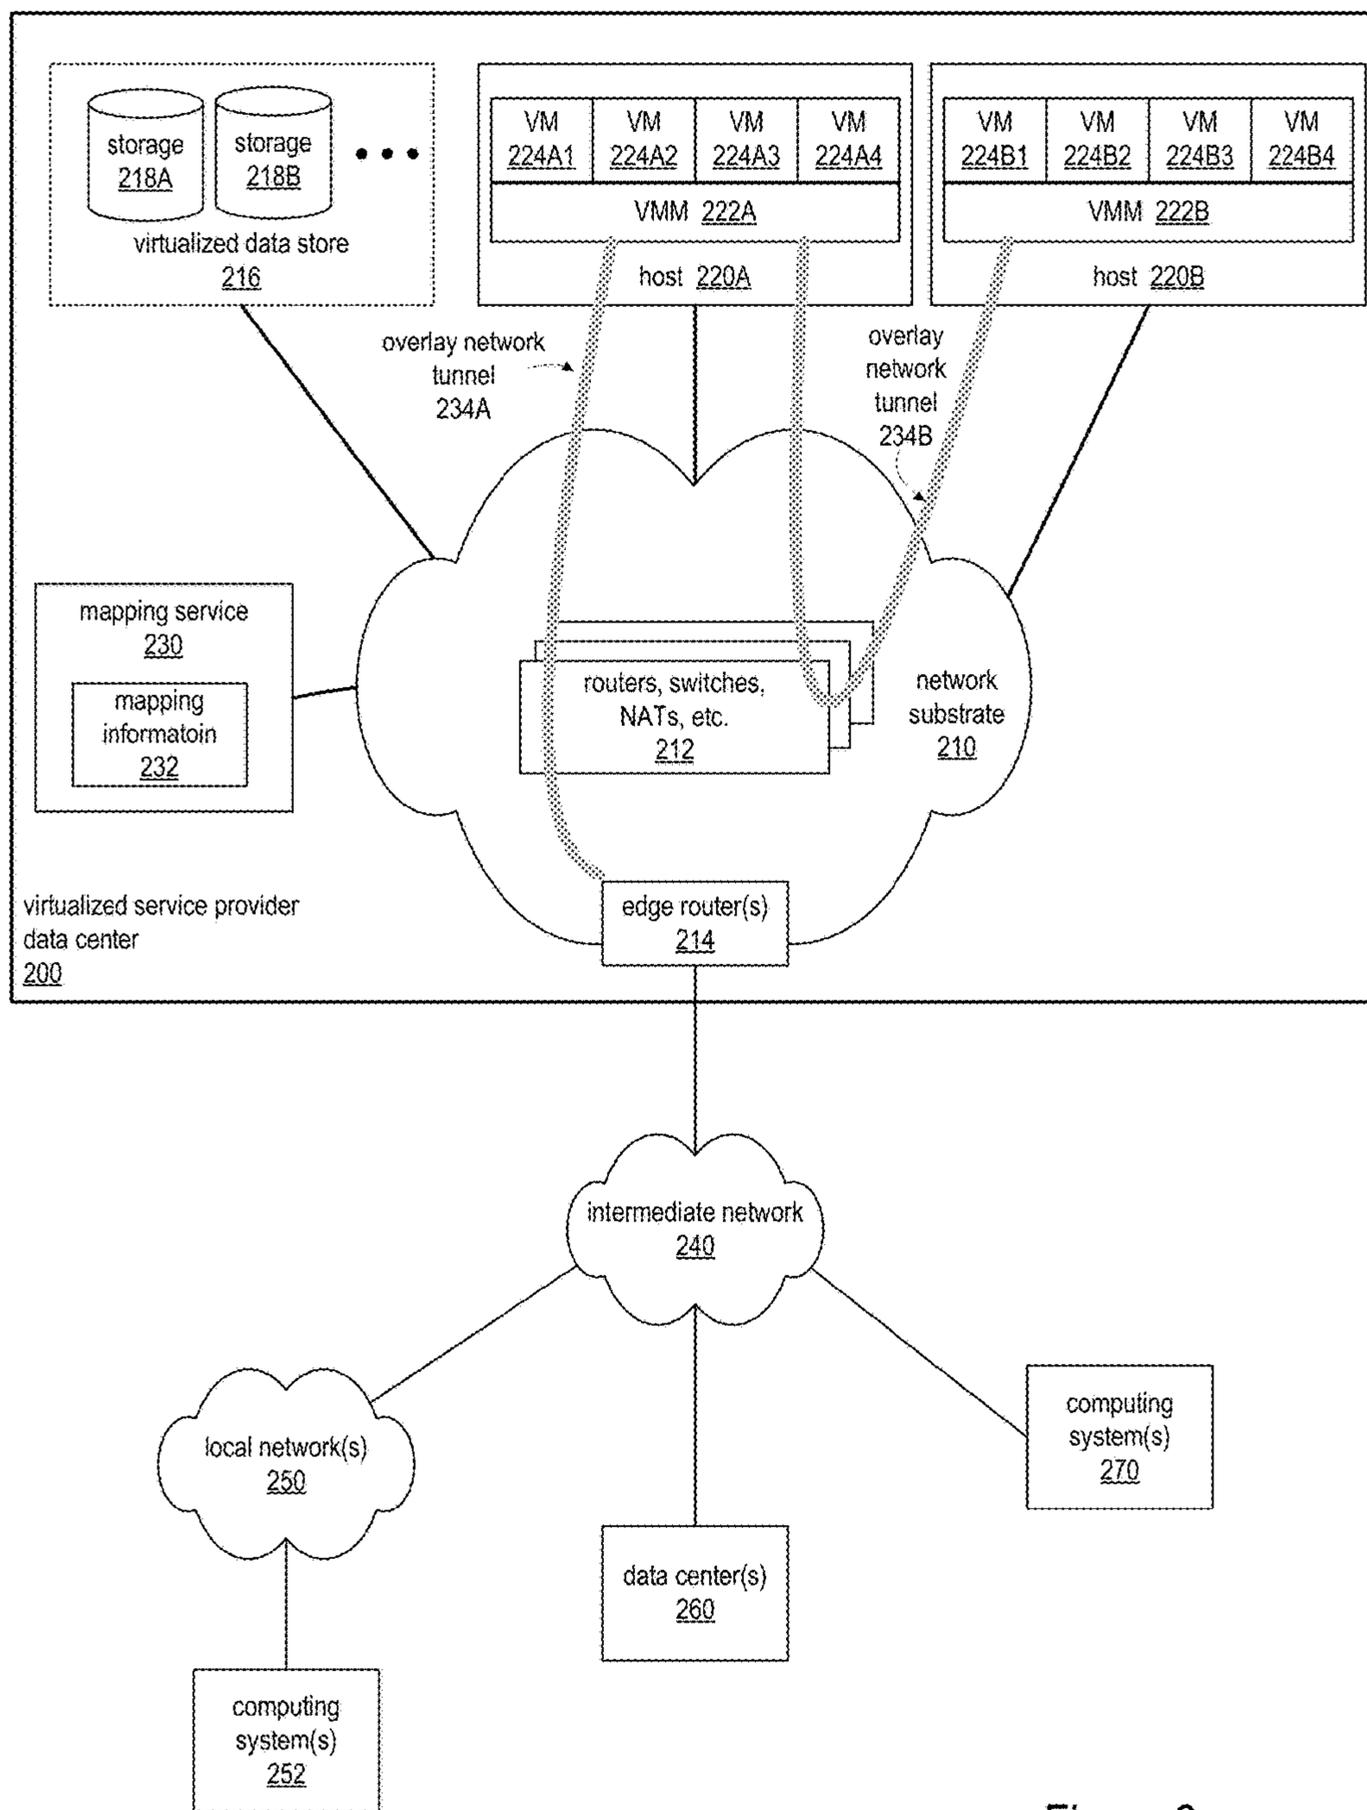 storage
218A
storage
218B
virtualized data store
216
VM
224A1
VM
224A2
VM
224A3
VM
224A4
VMM 222A
host 220A
VM
224B1
VM
224B2
VM
224B3
VM
224B4
VMM 222B
host 220B
overlay network
tunnel
234A
overlay
network
tunnel
234B
mapping service
230
mapping
informatoin
232
routers, switches,
NATs, etc.
212
network
substrate
210
edge router(s)
214
virtualized service provider
data center
200
intermediate network
240
local network(s)
250
computing
system(s)
270
data center(s)
260
computing
system(s)
252